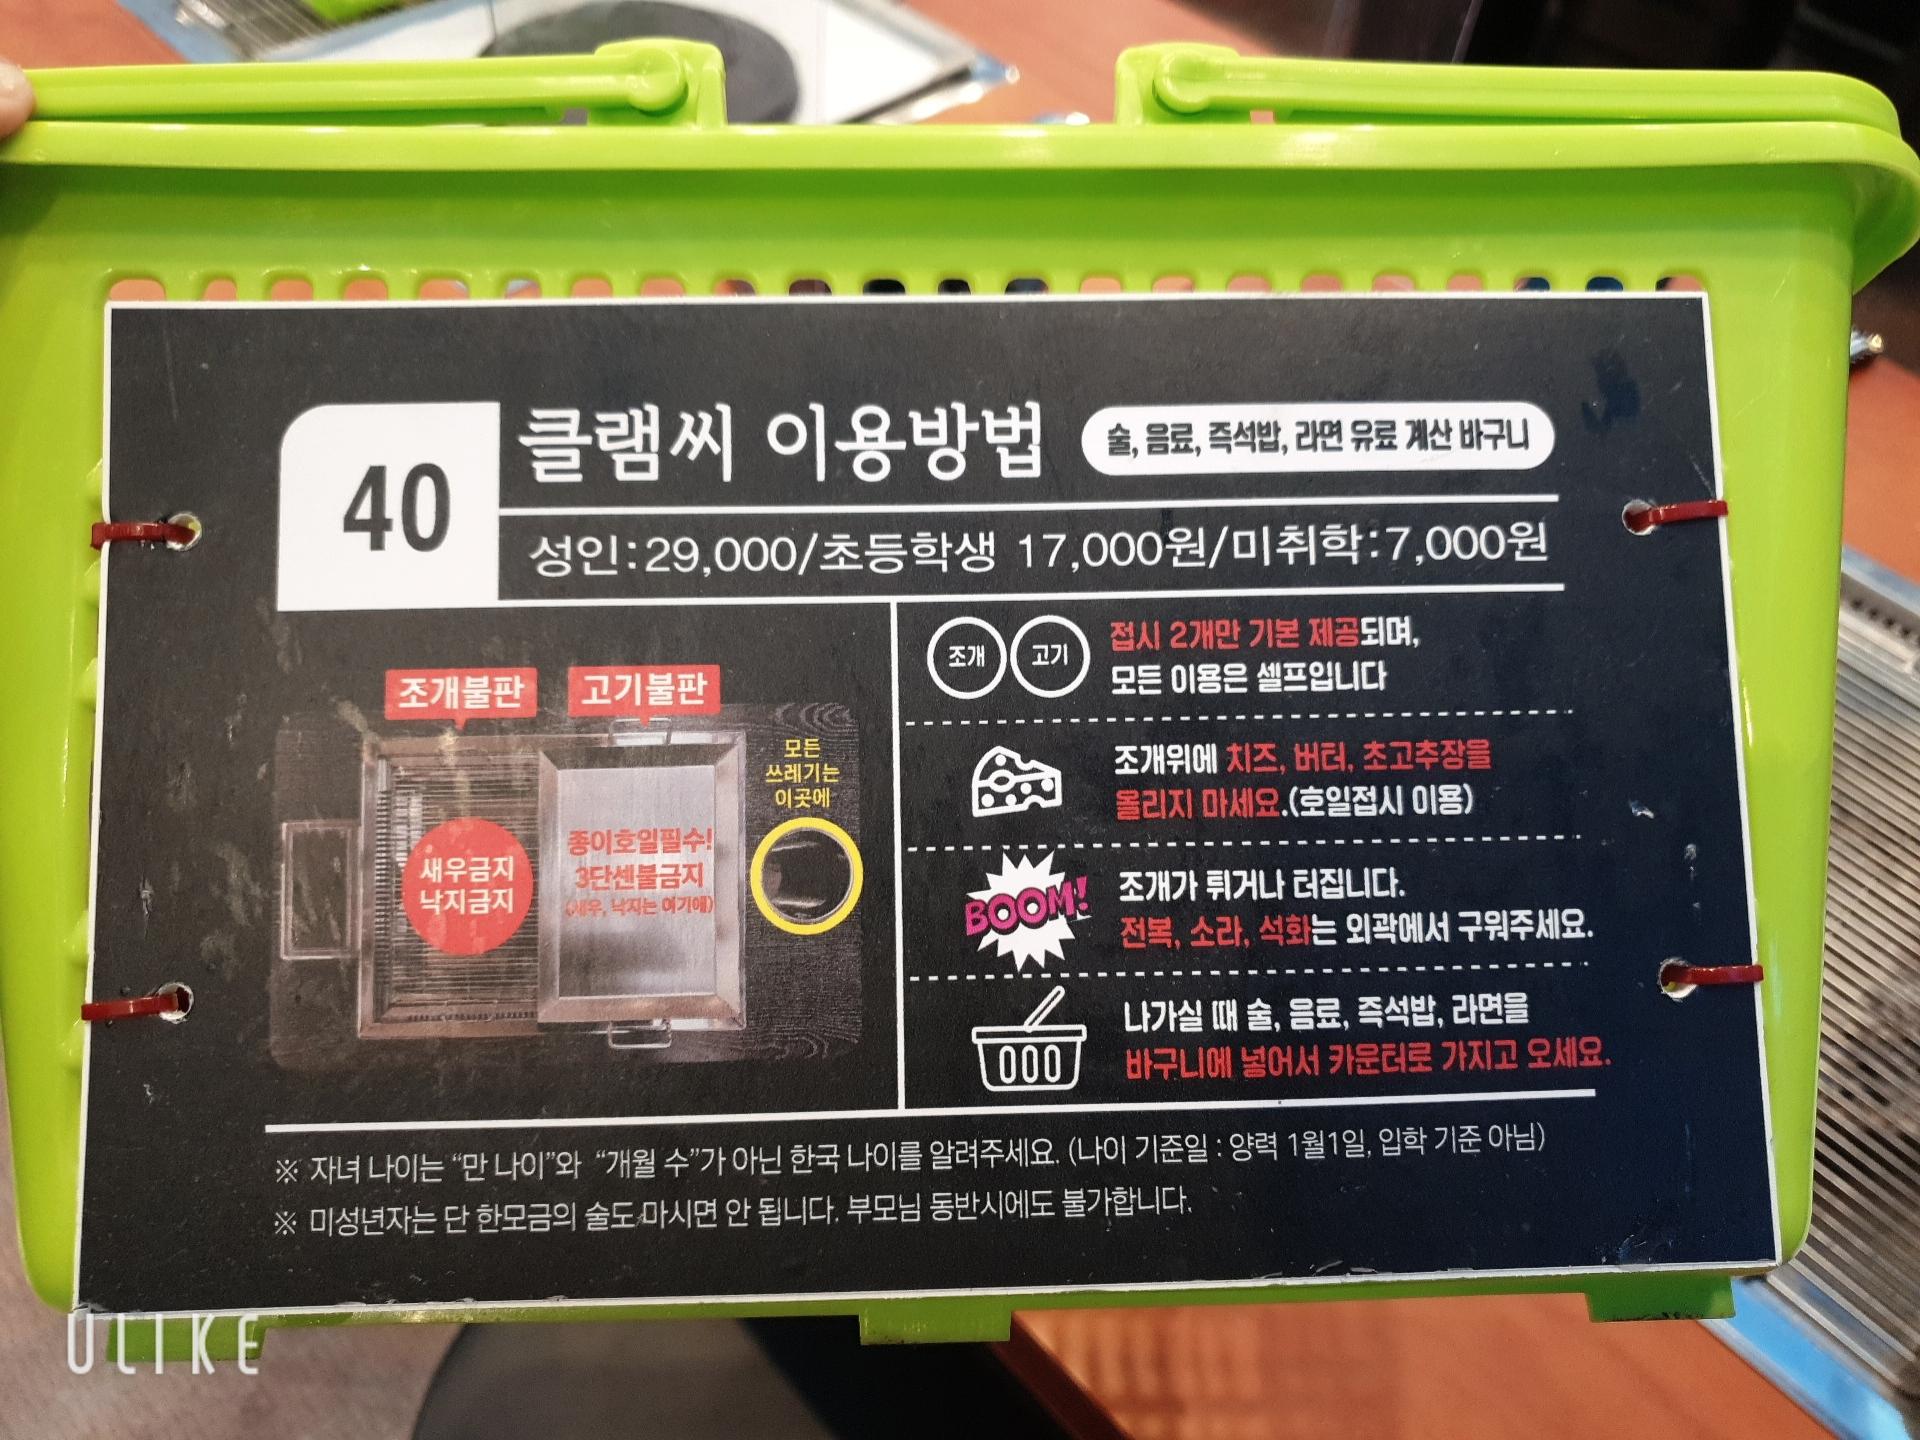 40
클램씨 이용방법
술, 음료, 즉석밥, 라면 유료 계산 바구니
성인:29,000/초등학생 17,000원/미취학:7,000원
조개불판
고기불판
모든
쓰레기는
이곳에
새우금지
낙지금지
종이호일필수!
3단센불금지
(새우, 낙지는 여기에)
조개
고기
접시 2개만 기본 제공되며,
모든 이용은 셀프입니다
조개위에 치즈, 버터, 초고추장을
올리지 마세요.(호일접시 이용)
BOOM!
조개가 튀거나 터집니다.
전복, 소라, 석화는 외곽에서 구워주세요.
나가실 때 술, 음료, 즉석밥, 라면을
바구니에 넣어서 카운터로 가지고 오세요.
※ 자녀 나이는 “만 나이”와 “개월 수”가 아닌 한국 나이를 알려주세요. (나이 기준일 : 양력 1월1일, 입학 기준 아님)
※ 미성년자는 단 한모금의 술도 마시면 안 됩니다. 부모님 동반시에도 불가합니다.
ULIKE